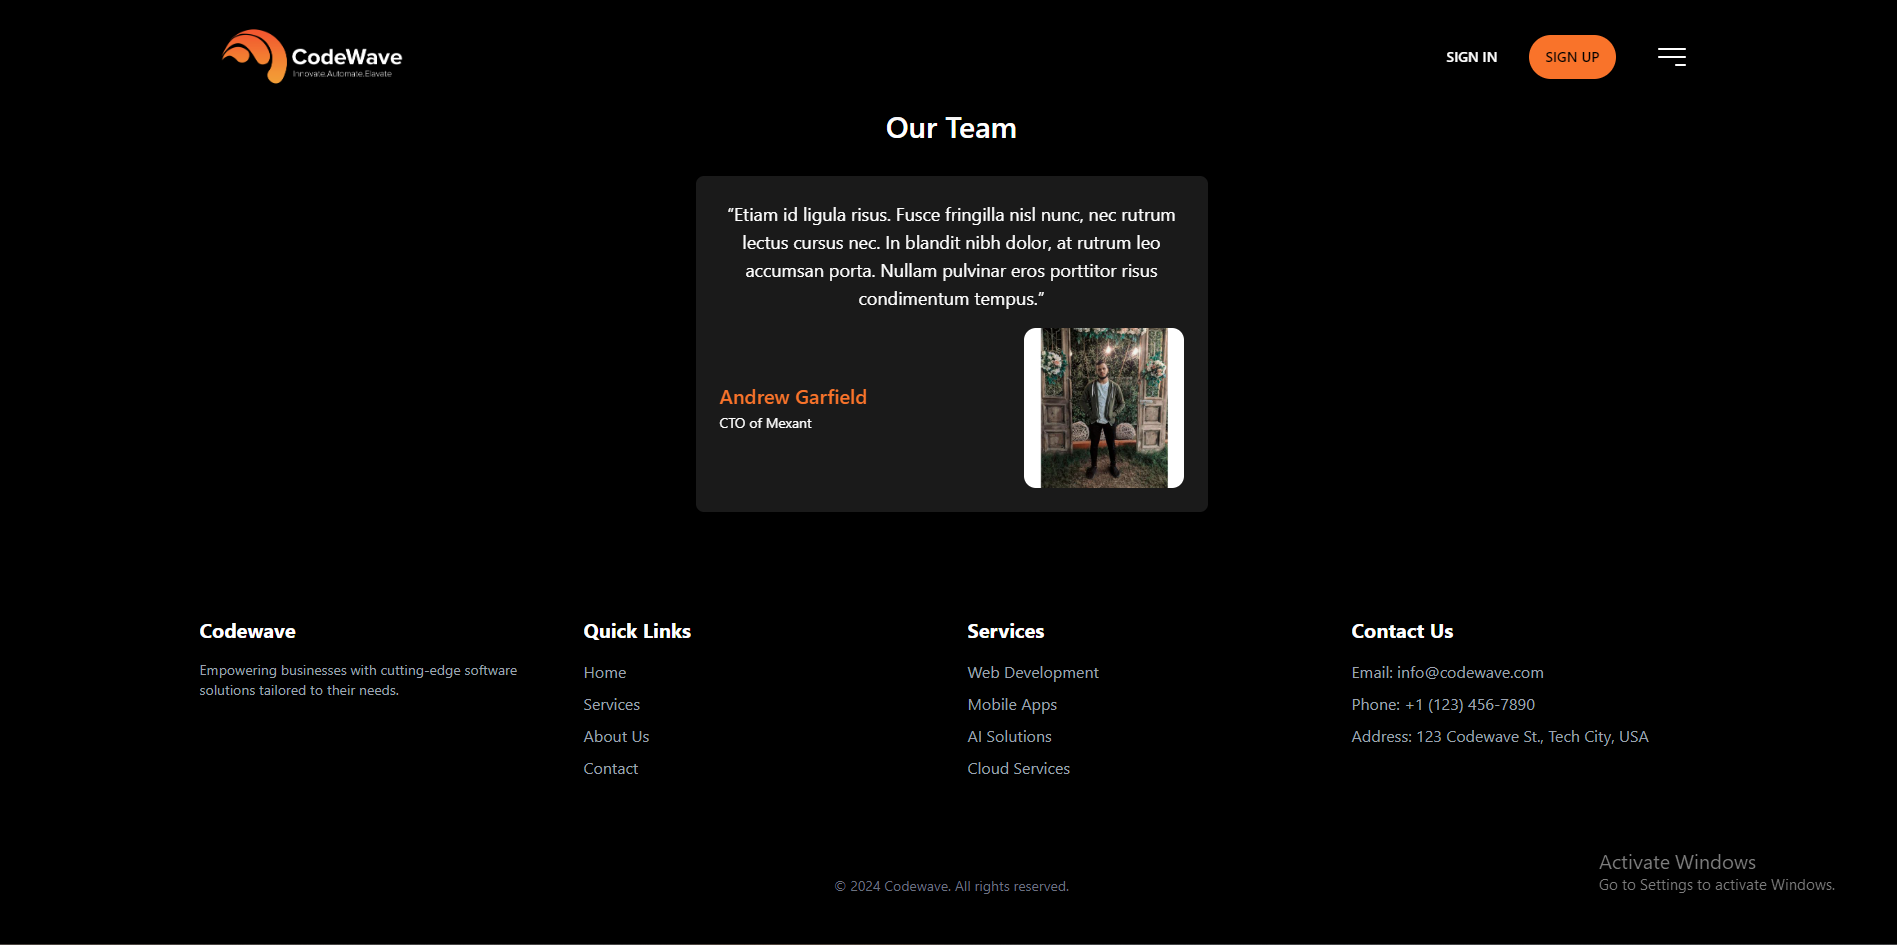 CodeWave
Innovate.Automate.Elavate
SIGN IN
SIGN UP
Our Team
"Etiam id ligula risus. Fusce fringilla nisl nunc, nec rutrum
lectus cursus nec. In blandit nibh dolor, at rutrum leo
accumsan porta. Nullam pulvinar eros porttitor risus
condimentum tempus."
Andrew Garfield
CTO of Mexant
Codewave
Empowering businesses with cutting-edge software
solutions tailored to their needs.
Quick Links
Home
Services
About Us
Contact
Services
Web Development
Mobile Apps
AI Solutions
Cloud Services
Contact Us
Email: info@codewave.com
Phone: +1 (123) 456-7890
Address: 123 Codewave St., Tech City, USA
© 2024 Codewave. All rights reserved.
Activate Windows
Go to Settings to activate Windows.